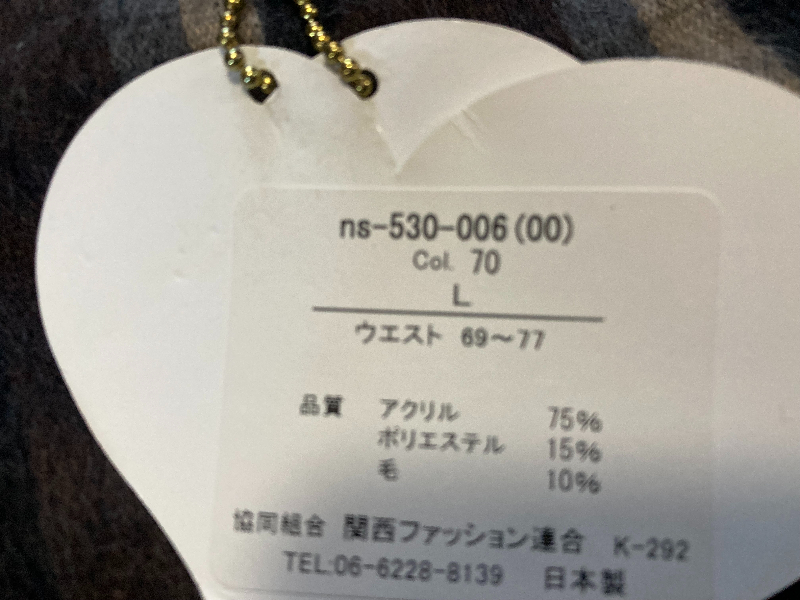 ns-530-006(00)
Col. 70
L
ウエスト 69～77
品質 アクリル 75%
ポリエステル 15%
毛 10%
協同組合 関西ファッション連合 K-292
TEL:06-6228-8139 日本製